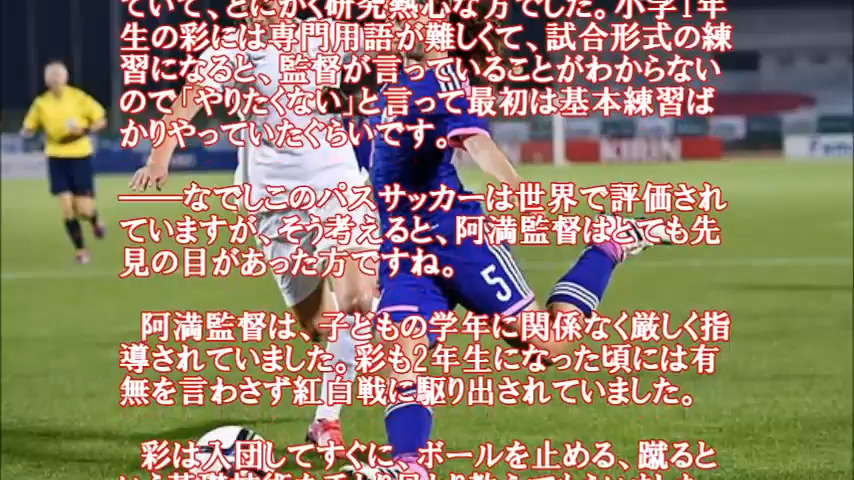 ていて、とにかく研究熱心な方でした。小学1年
生の彩には専門用語が難しくて、試合形式の練
習になると、監督が言っていることがわからない
ので「やりたくない」と言って最初は基本練習ば
かりやっていたぐらいです。
――なでしこのパスサッカーは世界で評価され
ていますが、そう考えると、阿満監督はとても先
見の目があった方ですね。
阿満監督は、子どもの学年に関係なく厳しく指
導されていました。彩も2年生になった頃には有
無を言わさず紅白戦に駆り出されていました。
彩は入団してすぐに、ボールを止める、蹴ると
KIRIN
5